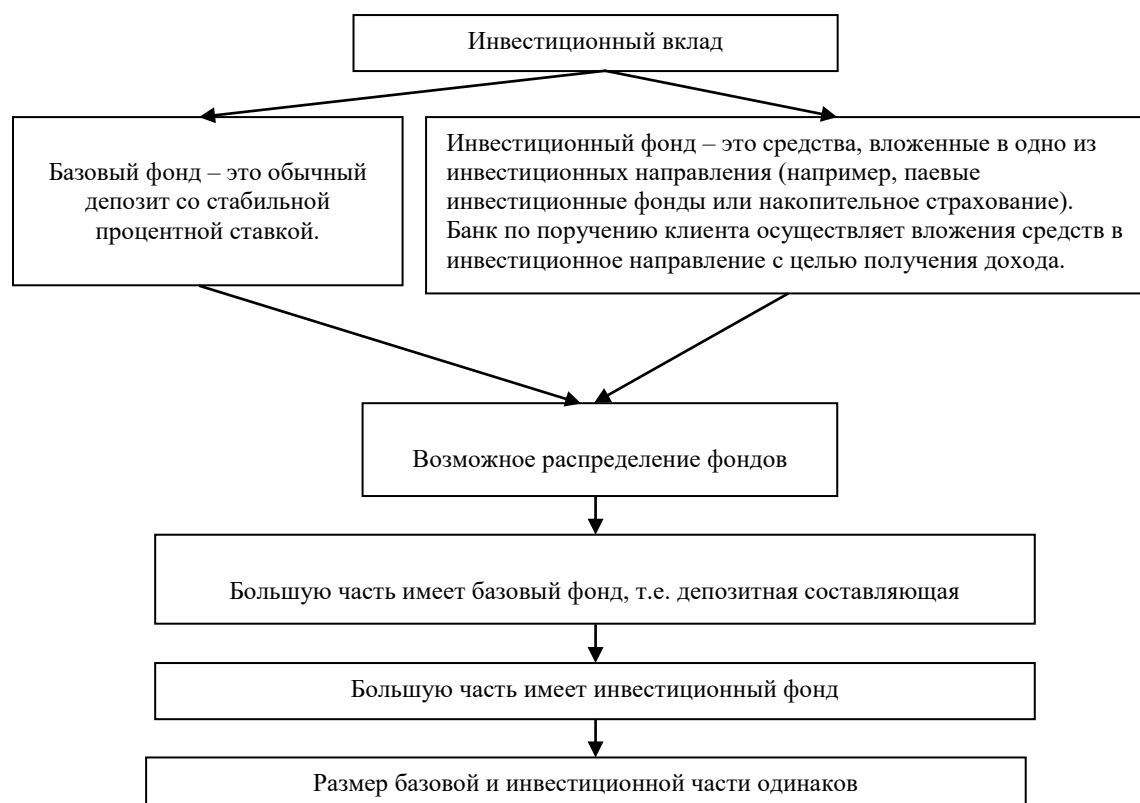 Инвестиционный вклад
Базовый фонд – это обычный
депозит со стабильной
процентной ставкой.
Инвестиционный фонд – это средства, вложенные в одно из
инвестиционных направления (например, паевые
инвестиционные фонды или накопительное страхование).
Банк по поручению клиента осуществляет вложения средств в
инвестиционное направление с целью получения дохода.
Возможное распределение фондов
Большую часть имеет базовый фонд, т.е. депозитная составляющая
Большую часть имеет инвестиционный фонд
Размер базовой и инвестиционной части одинаков